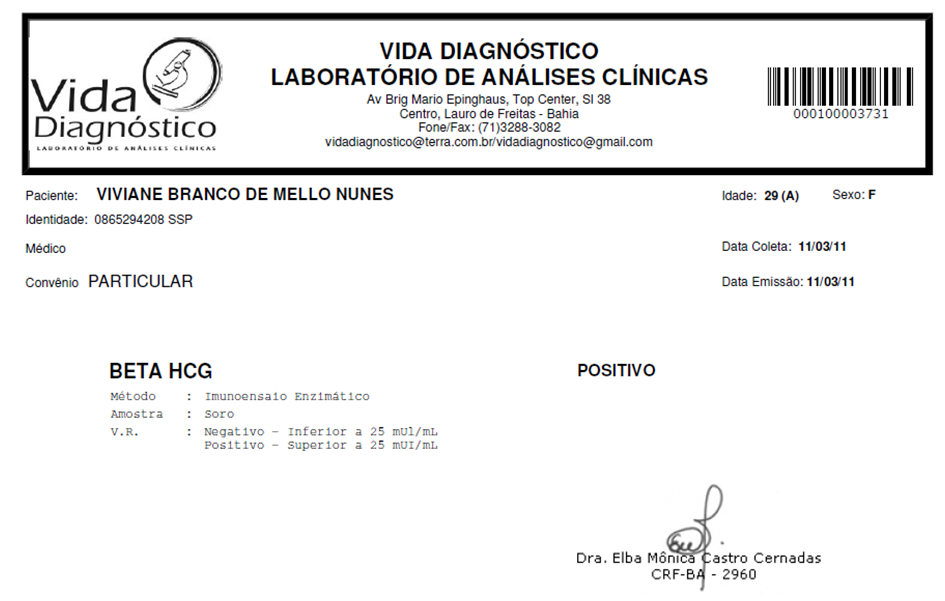 Vida
Diagnóstico
LABORATÓRIO DE ANÁLISES CLÍNICAS
VIDA DIAGNÓSTICO
LABORATÓRIO DE ANÁLISES CLÍNICAS
Av Brig Mario Epinghaus, Top Center, Sl 38
Centro, Lauro de Freitas - Bahia
Fone/Fax: (71)3288-3082
vidadiagnostico@terra.com.br/vidadiagnostico@gmail.com
000100003731
Paciente: VIVIANE BRANCO DE MELLO NUNES
Idade: 29 (A) Sexo: F
Identidade: 0865294208 SSP
Médico
Data Coleta: 11/03/11
Convênio PARTICULAR
Data Emissão: 11/03/11
BETA HCG
POSITIVO
Método : Imunoensaio Enzimático
Amostra : Soro
V.R. : Negativo - Inferior a 25 mUl/mL
Positivo - Superior a 25 mUI/mL
Dra. Elba Mônica Castro Cernadas
CRF-BA - 2960